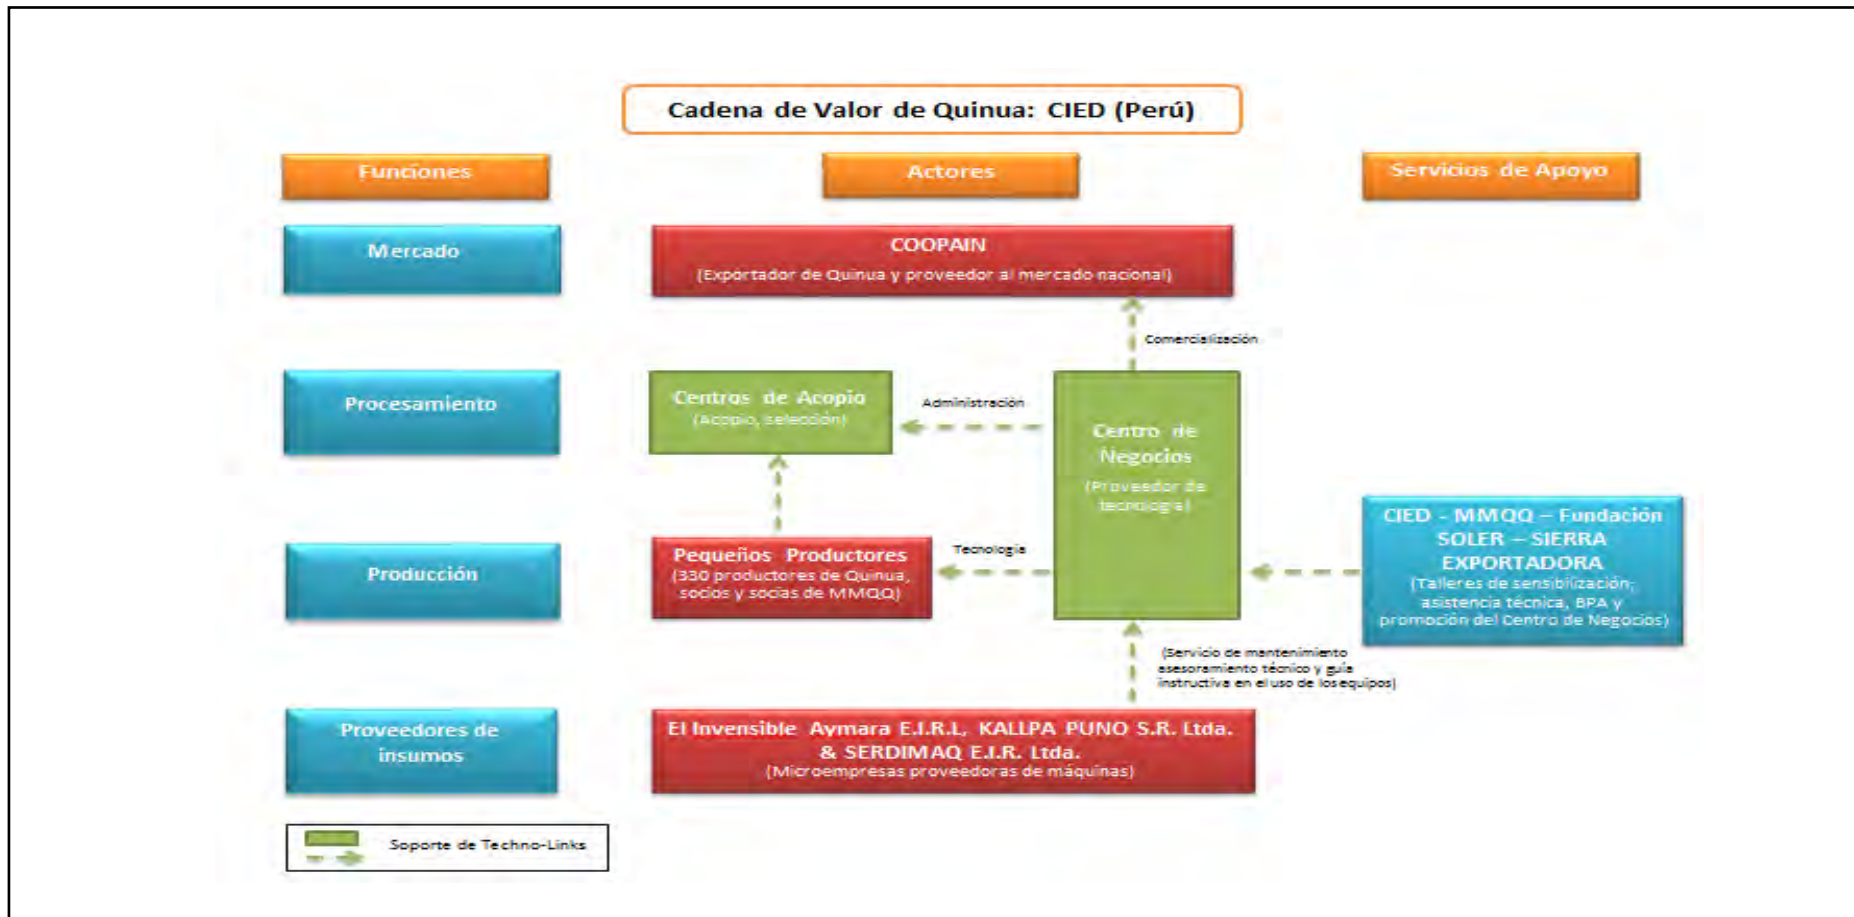 Cadena de Valor de Quinua: CIED (Perú)
Funciones
Actores
Servicios de Apoyo
Mercado
COOPAIN
(Exportador de Quinua y proveedor al mercado nacional)
Comercialización
Procesamiento
Centros de Acopio
(Acopio, selección)
Administración
Centro de
Negocios
(Proveedor de
tecnología)
Producción
Pequeños Productores
(330 productores de Quinua,
socios y socias de MMQQ)
Tecnología
CIED - MMQQ – Fundación
SOLER – SIERRA
EXPORTADORA
(Talleres de sensibilización,
asistencia técnica, BPA y
promoción del Centro de Negocios)
(Servicio de mantenimiento
asesoramiento técnico y guía
instructiva en el uso de los equipos)
Proveedores de
insumos
El Invensible Aymara E.I.R.L, KALLPA PUNO S.R. Ltda.
& SERDIMAQ E.I.R. Ltda.
(Microempresas proveedoras de máquinas)
Soporte de Techno-Links